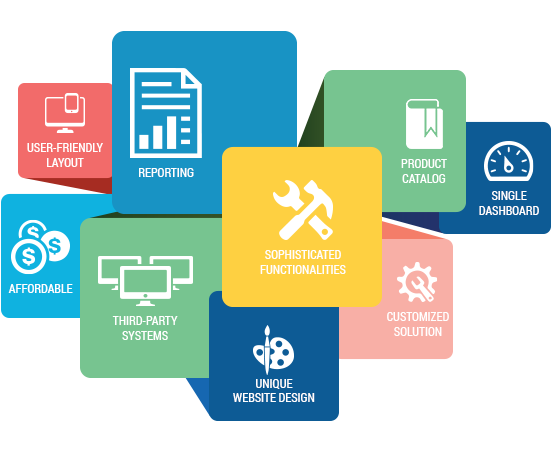 USER-FRIENDLY
LAYOUT
REPORTING
PRODUCT
CATALOG
SINGLE
DASHBOARD
SOPHISTICATED
FUNCTIONALITIES
AFFORDABLE
THIRD-PARTY
SYSTEMS
CUSTOMIZED
SOLUTION
UNIQUE
WEBSITE DESIGN